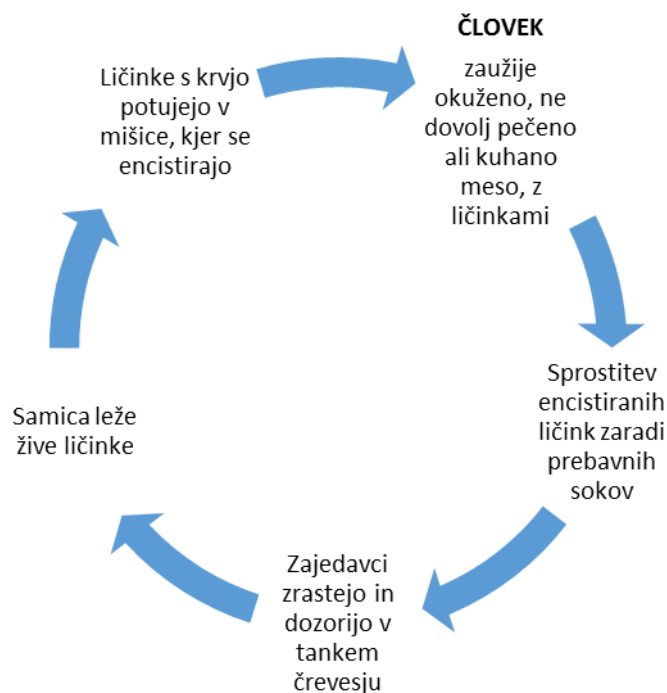 ČLOVEK
zaužije
okuženo, ne
dovolj pečeno
ali kuhano
meso, z
ličinkami
Sprostitev
encistiranih
ličink zaradi
prebavnih
sokov
Zajedavci
zrastejo in
dozorijo v
tankem
črevesju
Samica leže
žive ličinke
Ličinke s krvjo
potujejo v
mišice, kjer se
encistirajo